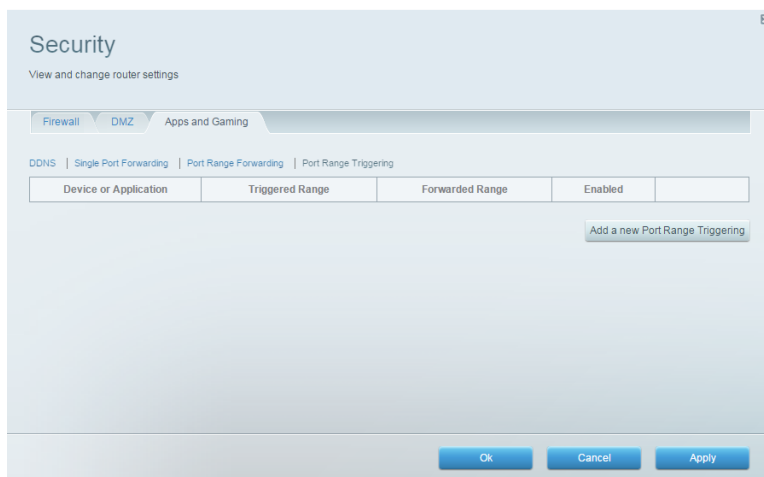 Security
View and change router settings
Firewall DMZ Apps and Gaming
DDNS | Single Port Forwarding | Port Range Forwarding | Port Range Triggering
Device or Application Triggered Range Forwarded Range Enabled
Add a new Port Range Triggering
Ok Cancel Apply